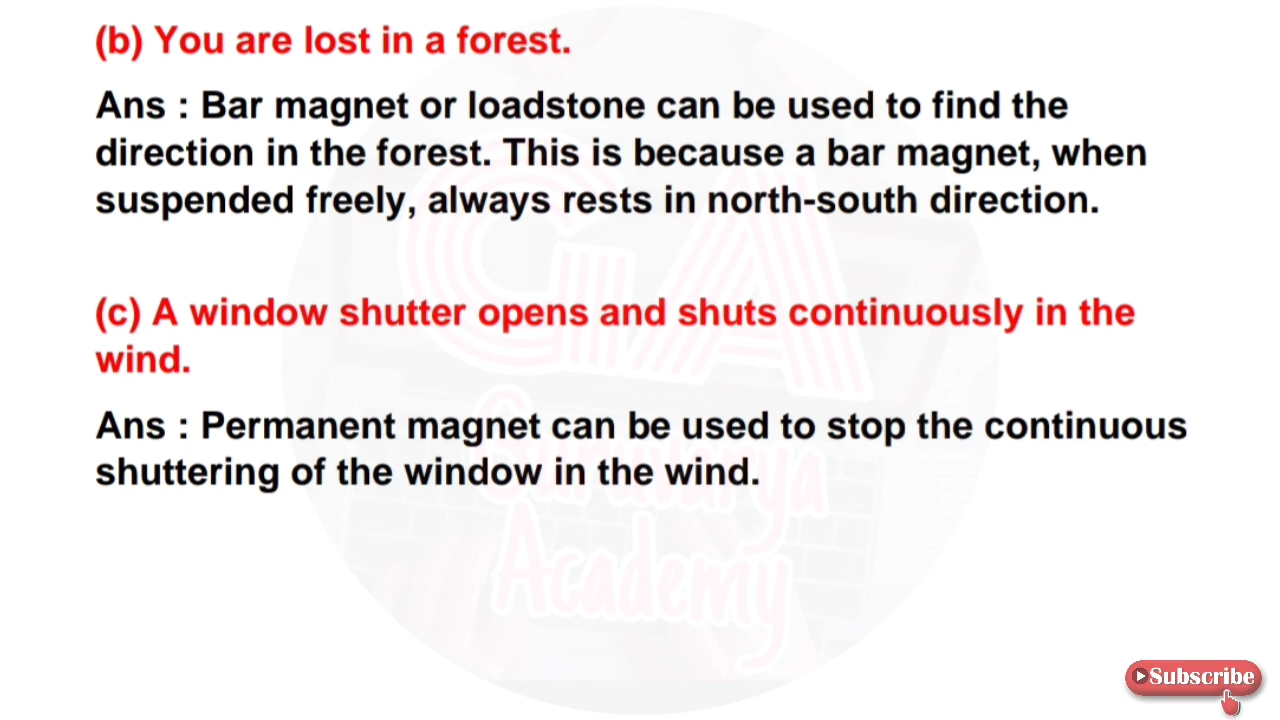 (b) You are lost in a forest.
Ans : Bar magnet or loadstone can be used to find the
direction in the forest. This is because a bar magnet, when
suspended freely, always rests in north-south direction.
(c) A window shutter opens and shuts continuously in the
wind.
Ans : Permanent magnet can be used to stop the continuous
shuttering of the window in the wind.
GA
Academy
Subscribe